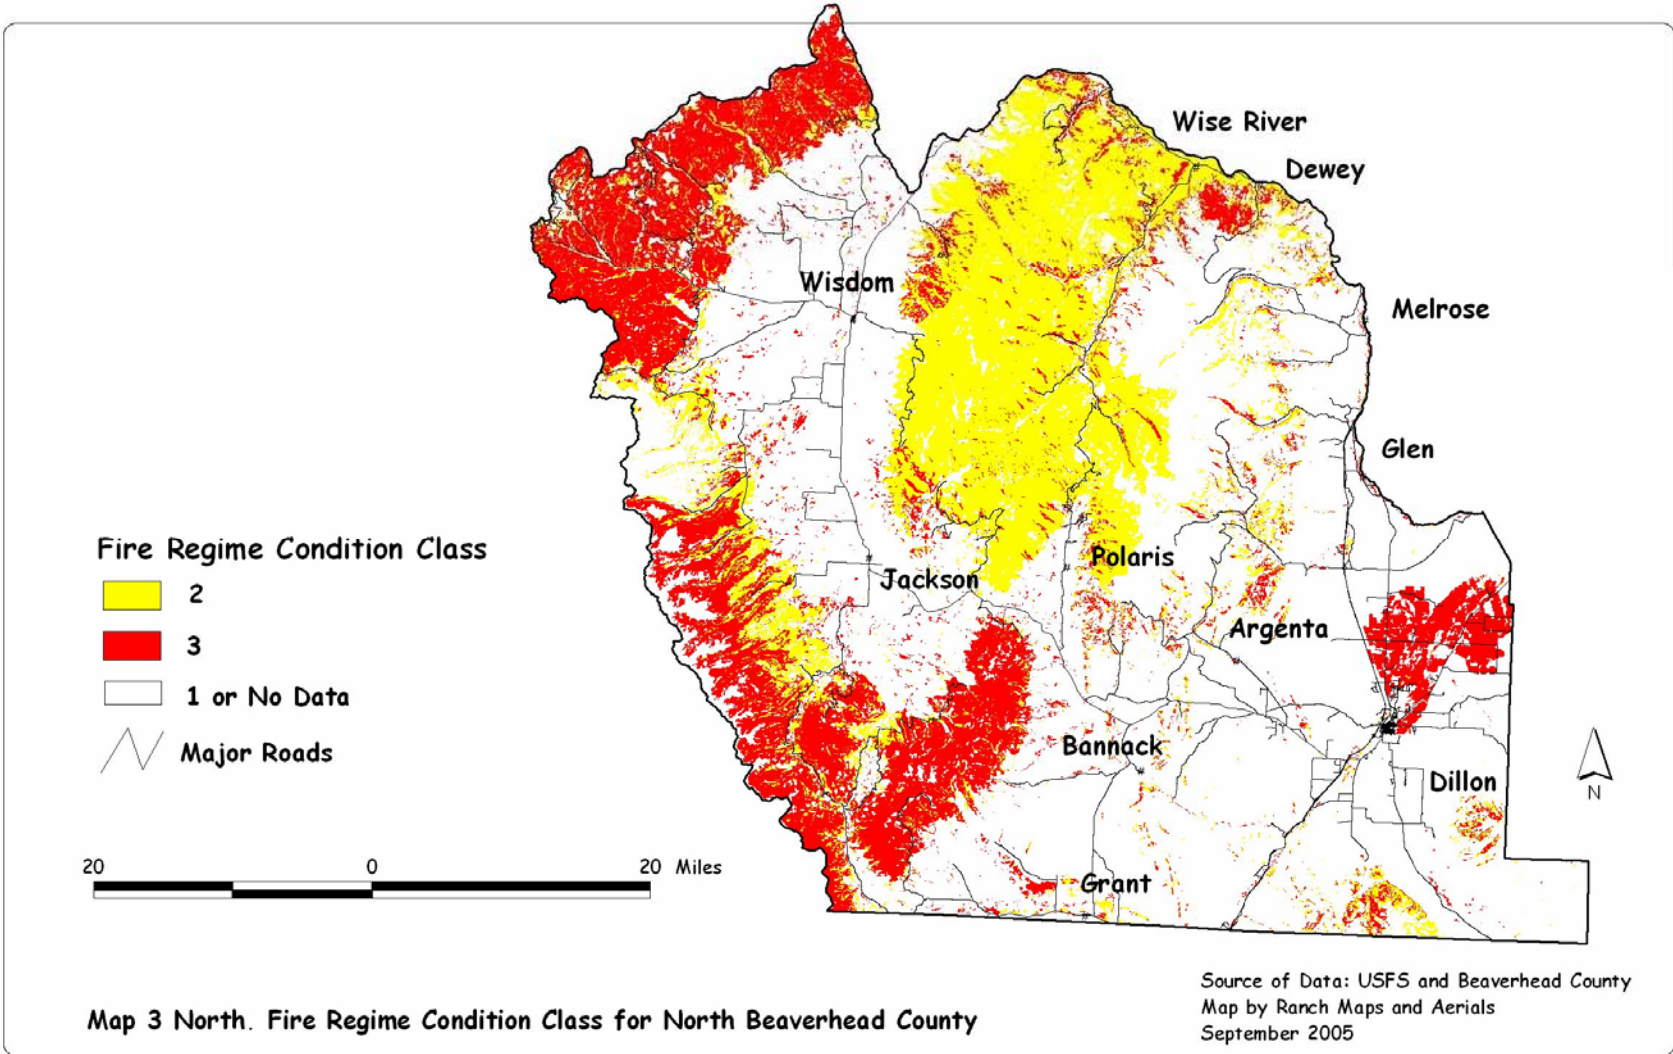 Wise River
Dewey
Wisdom
Melrose
Glen
Fire Regime Condition Class
2
3
1 or No Data
Major Roads
Polaris
Jackson
Argenta
Bannack
Dillon
N
20 0 20 Miles
Grant
Source of Data: USFS and Beaverhead County
Map by Ranch Maps and Aerials
September 2005
Map 3 North. Fire Regime Condition Class for North Beaverhead County